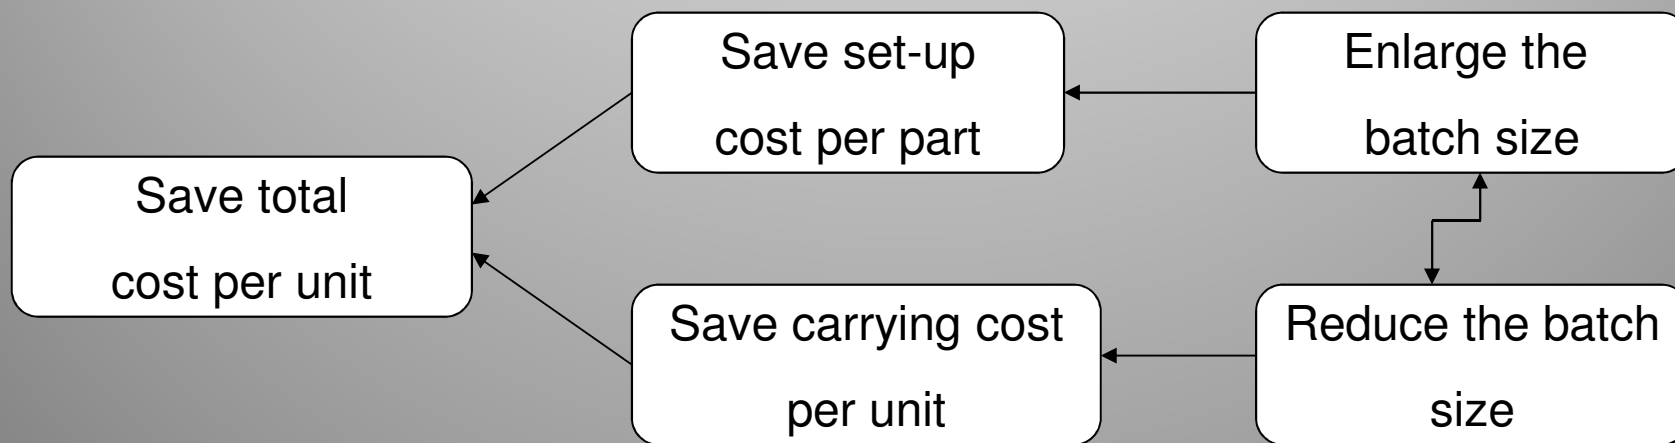 Save set-up
cost per part
Enlarge the
batch size
Save total
cost per unit
Save carrying cost
per unit
Reduce the batch
size